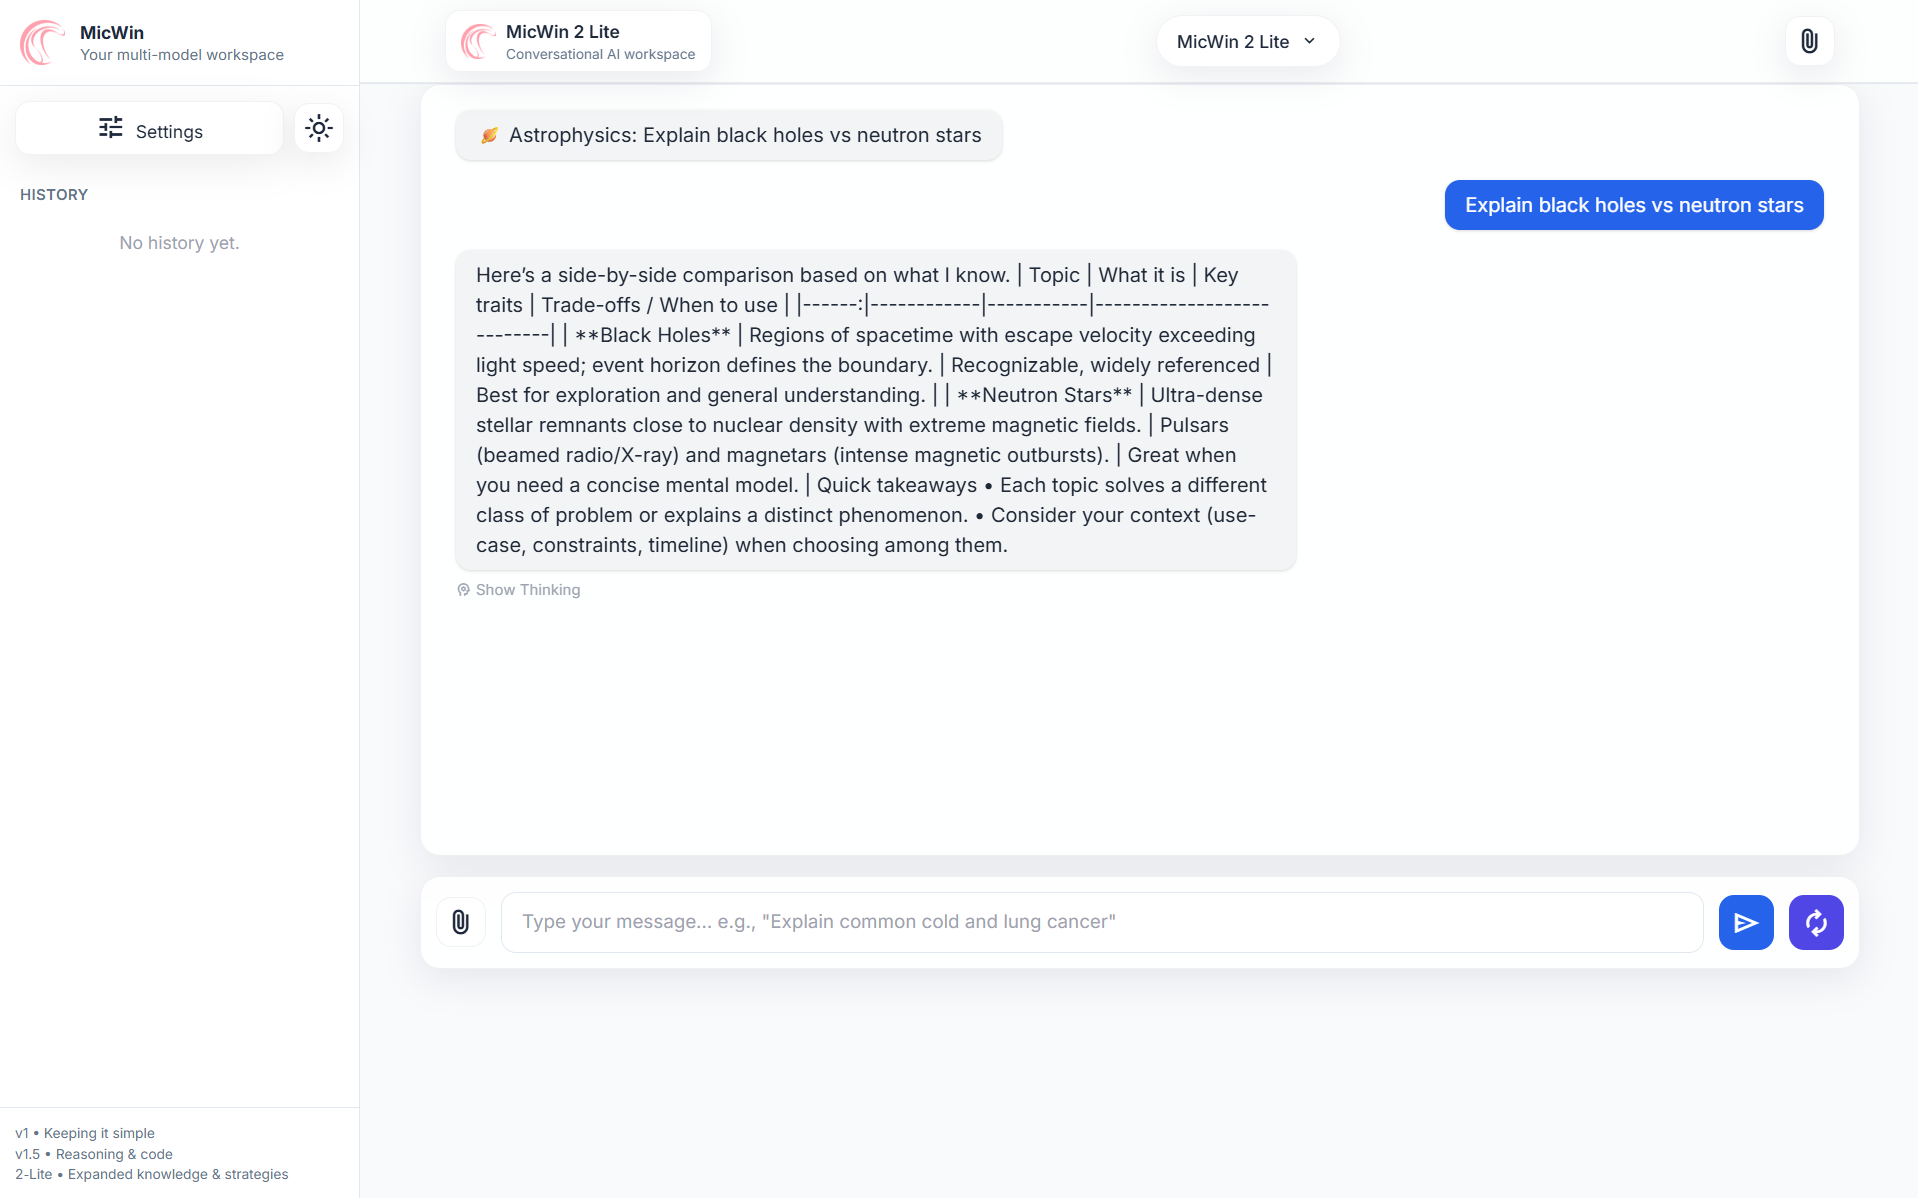 MicWin
Your multi-model workspace
Settings
HISTORY
No history yet.
v1 • Keeping it simple
v1.5 • Reasoning & code
2-Lite • Expanded knowledge & strategies
MicWin 2 Lite
Conversational AI workspace
MicWin 2 Lite
🪐 Astrophysics: Explain black holes vs neutron stars
Explain black holes vs neutron stars
Here’s a side-by-side comparison based on what I know. | Topic | What it is | Key
traits | Trade-offs / When to use | |------:|------------|-----------|-------------------
--------| | **Black Holes** | Regions of spacetime with escape velocity exceeding
light speed; event horizon defines the boundary. | Recognizable, widely referenced |
Best for exploration and general understanding. | | **Neutron Stars** | Ultra-dense
stellar remnants close to nuclear density with extreme magnetic fields. | Pulsars
(beamed radio/X-ray) and magnetars (intense magnetic outbursts). | Great when
you need a concise mental model. | Quick takeaways • Each topic solves a different
class of problem or explains a distinct phenomenon. • Consider your context (use-
case, constraints, timeline) when choosing among them.
Show Thinking
Type your message... e.g., "Explain common cold and lung cancer"